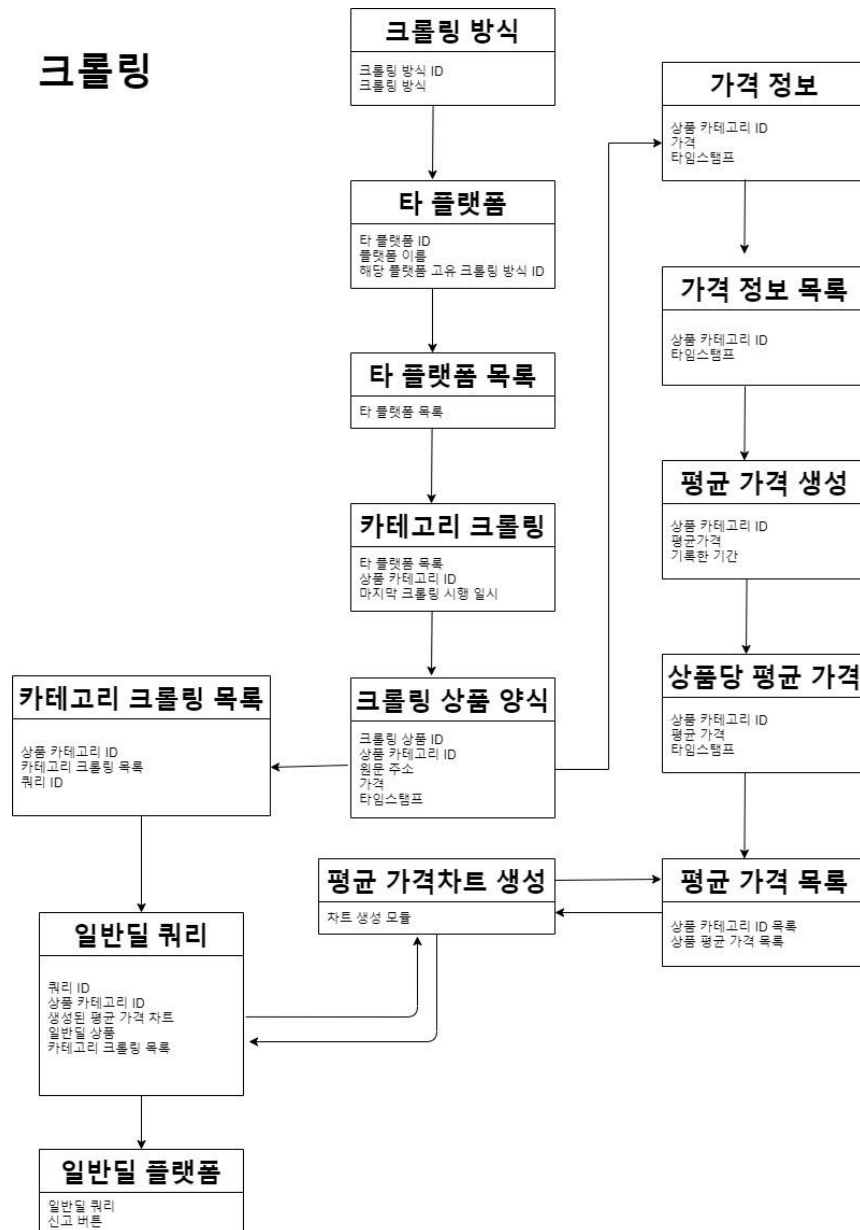 크롤링
크롤링 방식
크롤링 방식 ID
크롤링 방식
타 플랫폼
타 플랫폼 ID
플랫폼 이름
해당 플랫폼 고유 크롤링 방식 ID
타 플랫폼 목록
타 플랫폼 목록
카테고리 크롤링
타 플랫폼 목록
상품 카테고리 ID
마지막 크롤링 시행 일시
크롤링 상품 양식
크롤링 상품 ID
상품 카테고리 ID
원문 주소
가격
타임스탬프
카테고리 크롤링 목록
상품 카테고리 ID
카테고리 크롤링 목록
쿼리 ID
일반딜 쿼리
쿼리 ID
상품 카테고리 ID
생성된 평균 가격 차트
일반딜 상품
카테고리 크롤링 목록
일반딜 플랫폼
일반딜 쿼리
신고 버튼
평균 가격차트 생성
차트 생성 모듈
가격 정보
상품 카테고리 ID
가격
타임스탬프
가격 정보 목록
상품 카테고리 ID
타임스탬프
평균 가격 생성
상품 카테고리 ID
평균가격
기록한 기간
상품당 평균 가격
상품 카테고리 ID
평균 가격
타임스탬프
평균 가격 목록
상품 카테고리 ID 목록
상품 평균 가격 목록